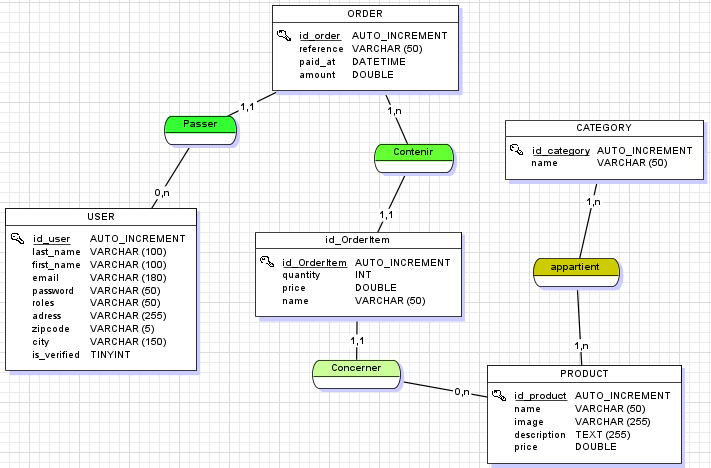 ORDER
id_order AUTO_INCREMENT
reference VARCHAR (50)
paid_at DATETIME
amount DOUBLE
1,1
1,n
Passer
Contenir
0,n
1,1
CATEGORY
id_category AUTO_INCREMENT
name VARCHAR (50)
1,n
appartient
1,n
USER
id_user AUTO_INCREMENT
last_name VARCHAR (100)
first_name VARCHAR (100)
email VARCHAR (180)
password VARCHAR (50)
roles VARCHAR (50)
adress VARCHAR (255)
zipcode VARCHAR (5)
city VARCHAR (150)
is_verified TINYINT
id_OrderItem
id_OrderItem AUTO_INCREMENT
quantity INT
price DOUBLE
name VARCHAR (50)
1,1
Concerner
0,n
PRODUCT
id_product AUTO_INCREMENT
name VARCHAR (50)
image VARCHAR (255)
description TEXT (255)
price DOUBLE